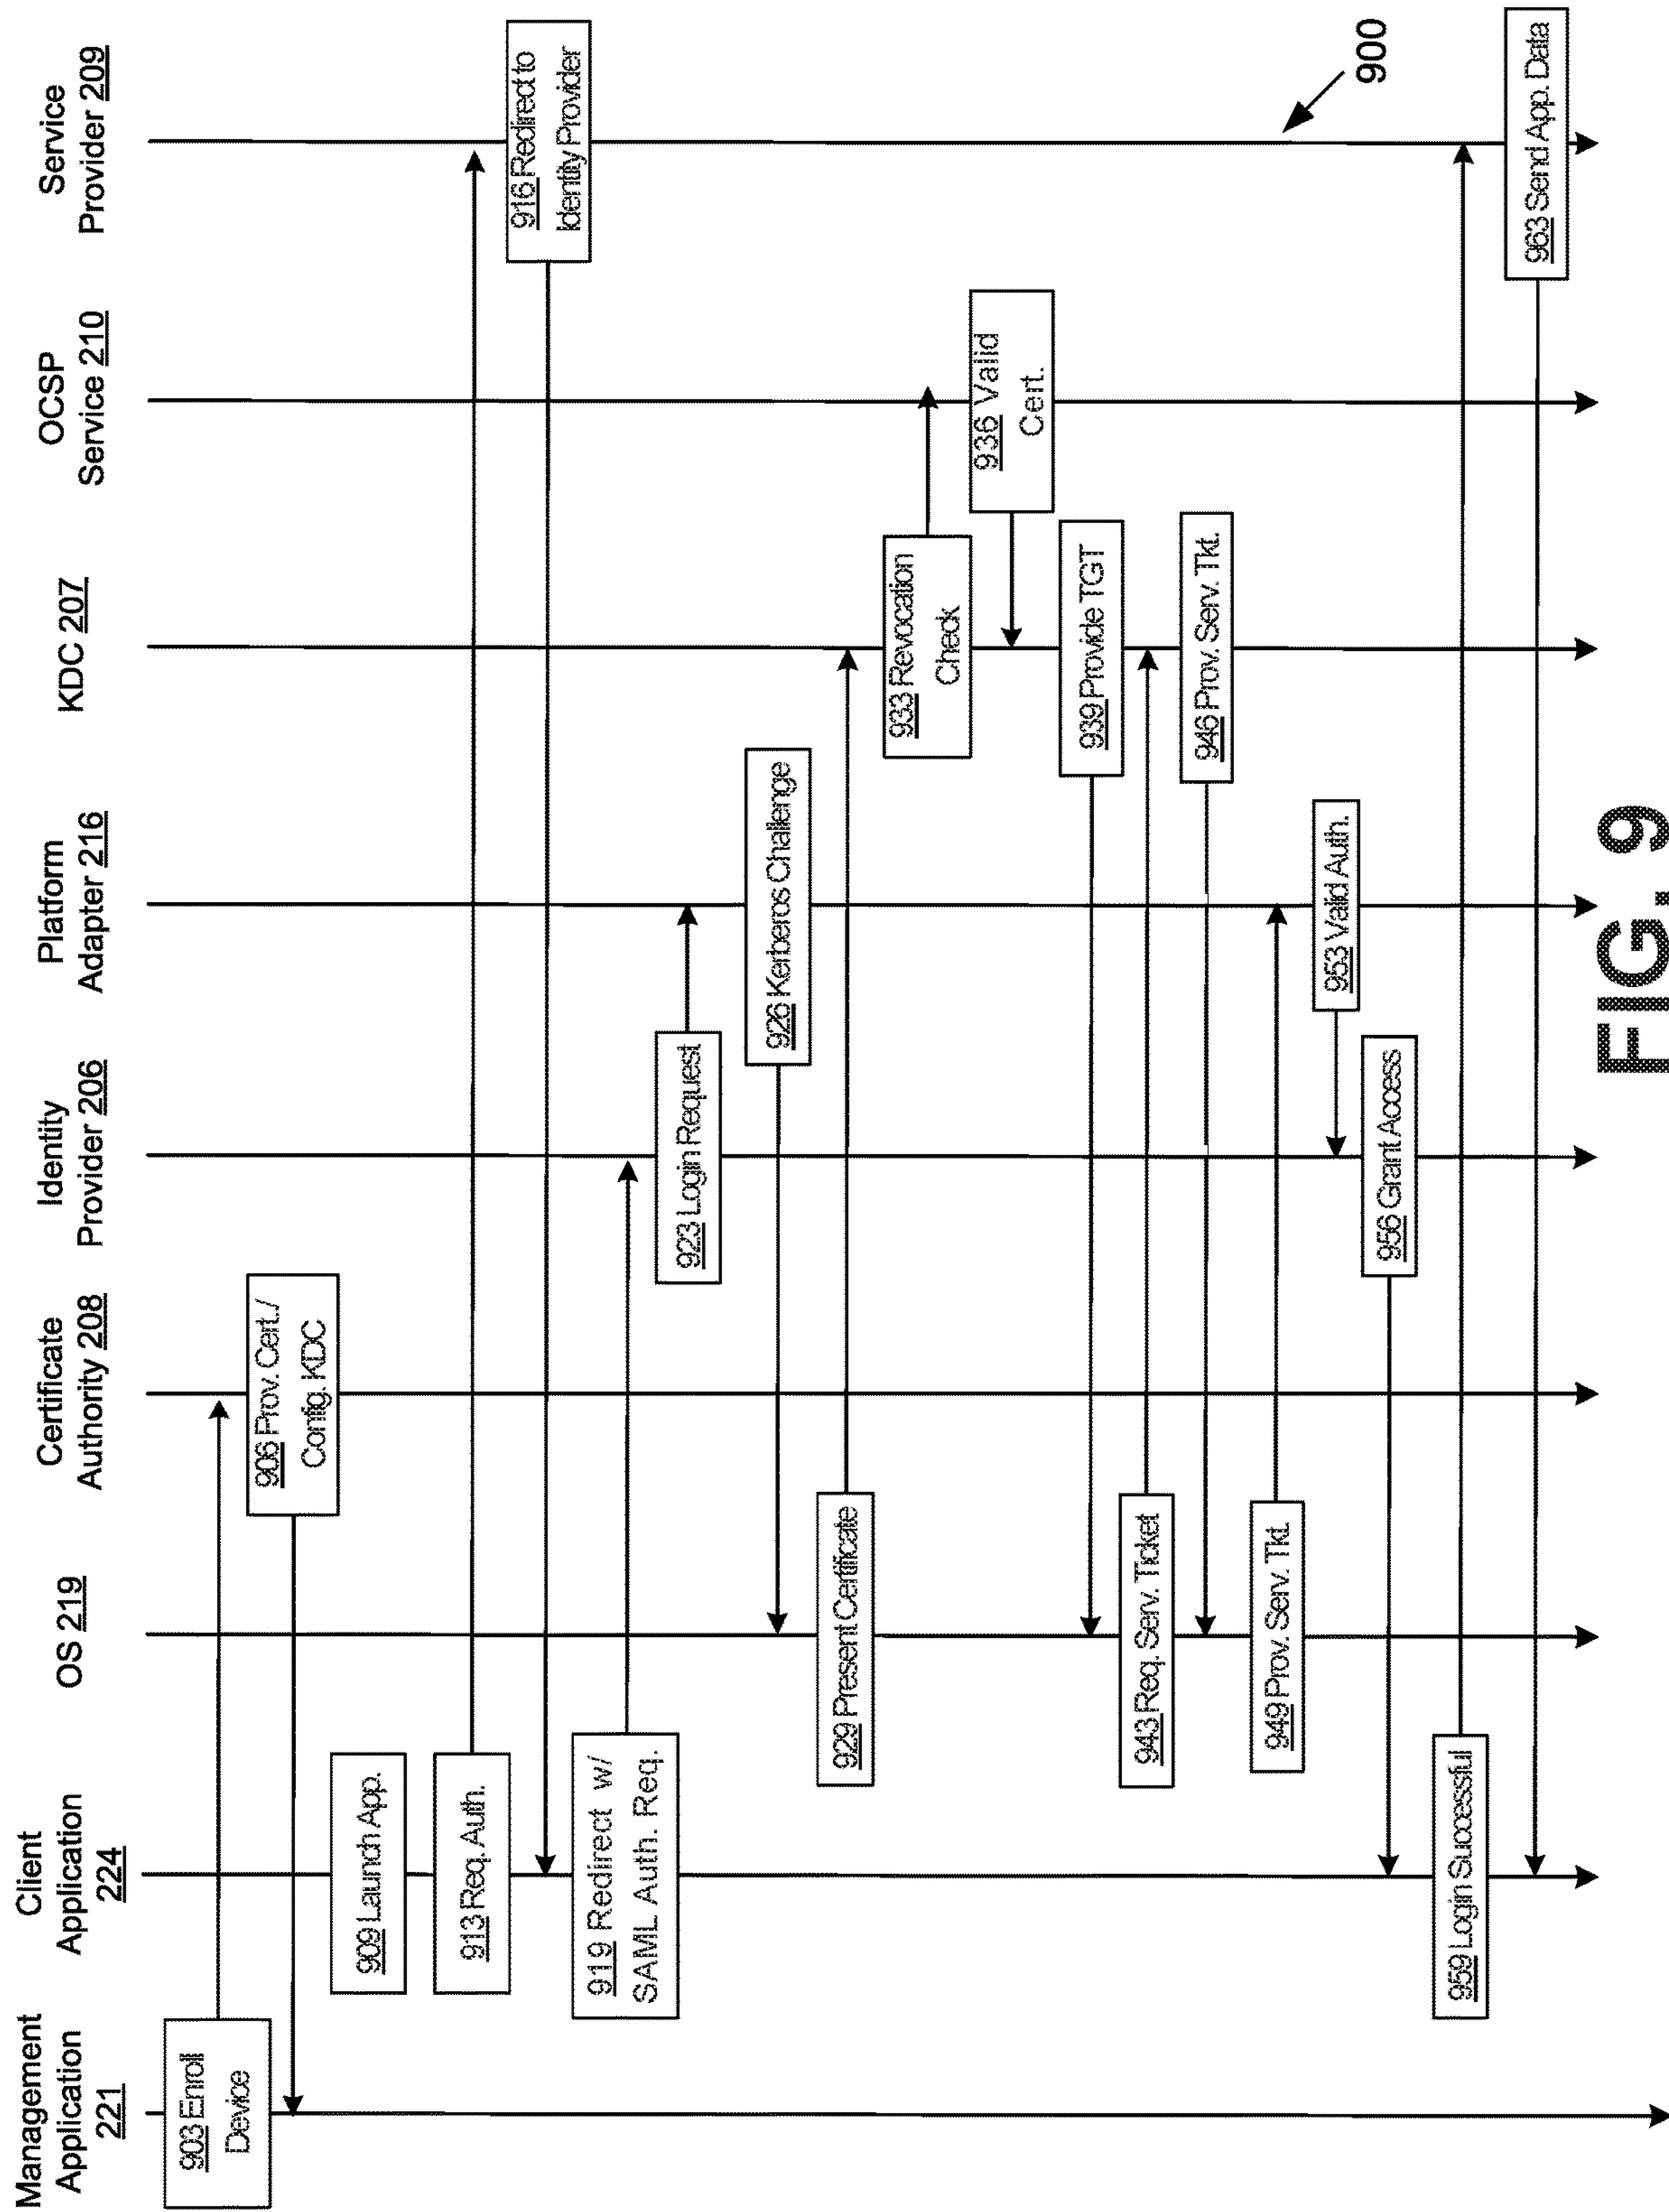 Management
Application
221
Client
Application
224
OS 219
Certificate
Authority 208
Identity
Provider 206
Platform
Adapter 216
KDC 207
OCSP
Service 210
Service
Provider 209
903 Enroll
Device
906 Prov. Cert./
Config. KDC
909 Launch App.
913 Req. Auth.
916 Redirect to
Identity Provider
919 Redirect w/
SAML Auth. Req.
923 Login Request
926 Kerberos Challenge
929 Present Certificate
933 Revocation
Check
936 Valid
Cert.
939 Provide TGT
943 Req. Serv. Ticket
946 Prov. Serv. Tkt.
949 Prov. Serv. Tkt.
953 Valid Auth.
956 Grant Access
959 Login Successful
963 Send App. Data
900
FIG. 9